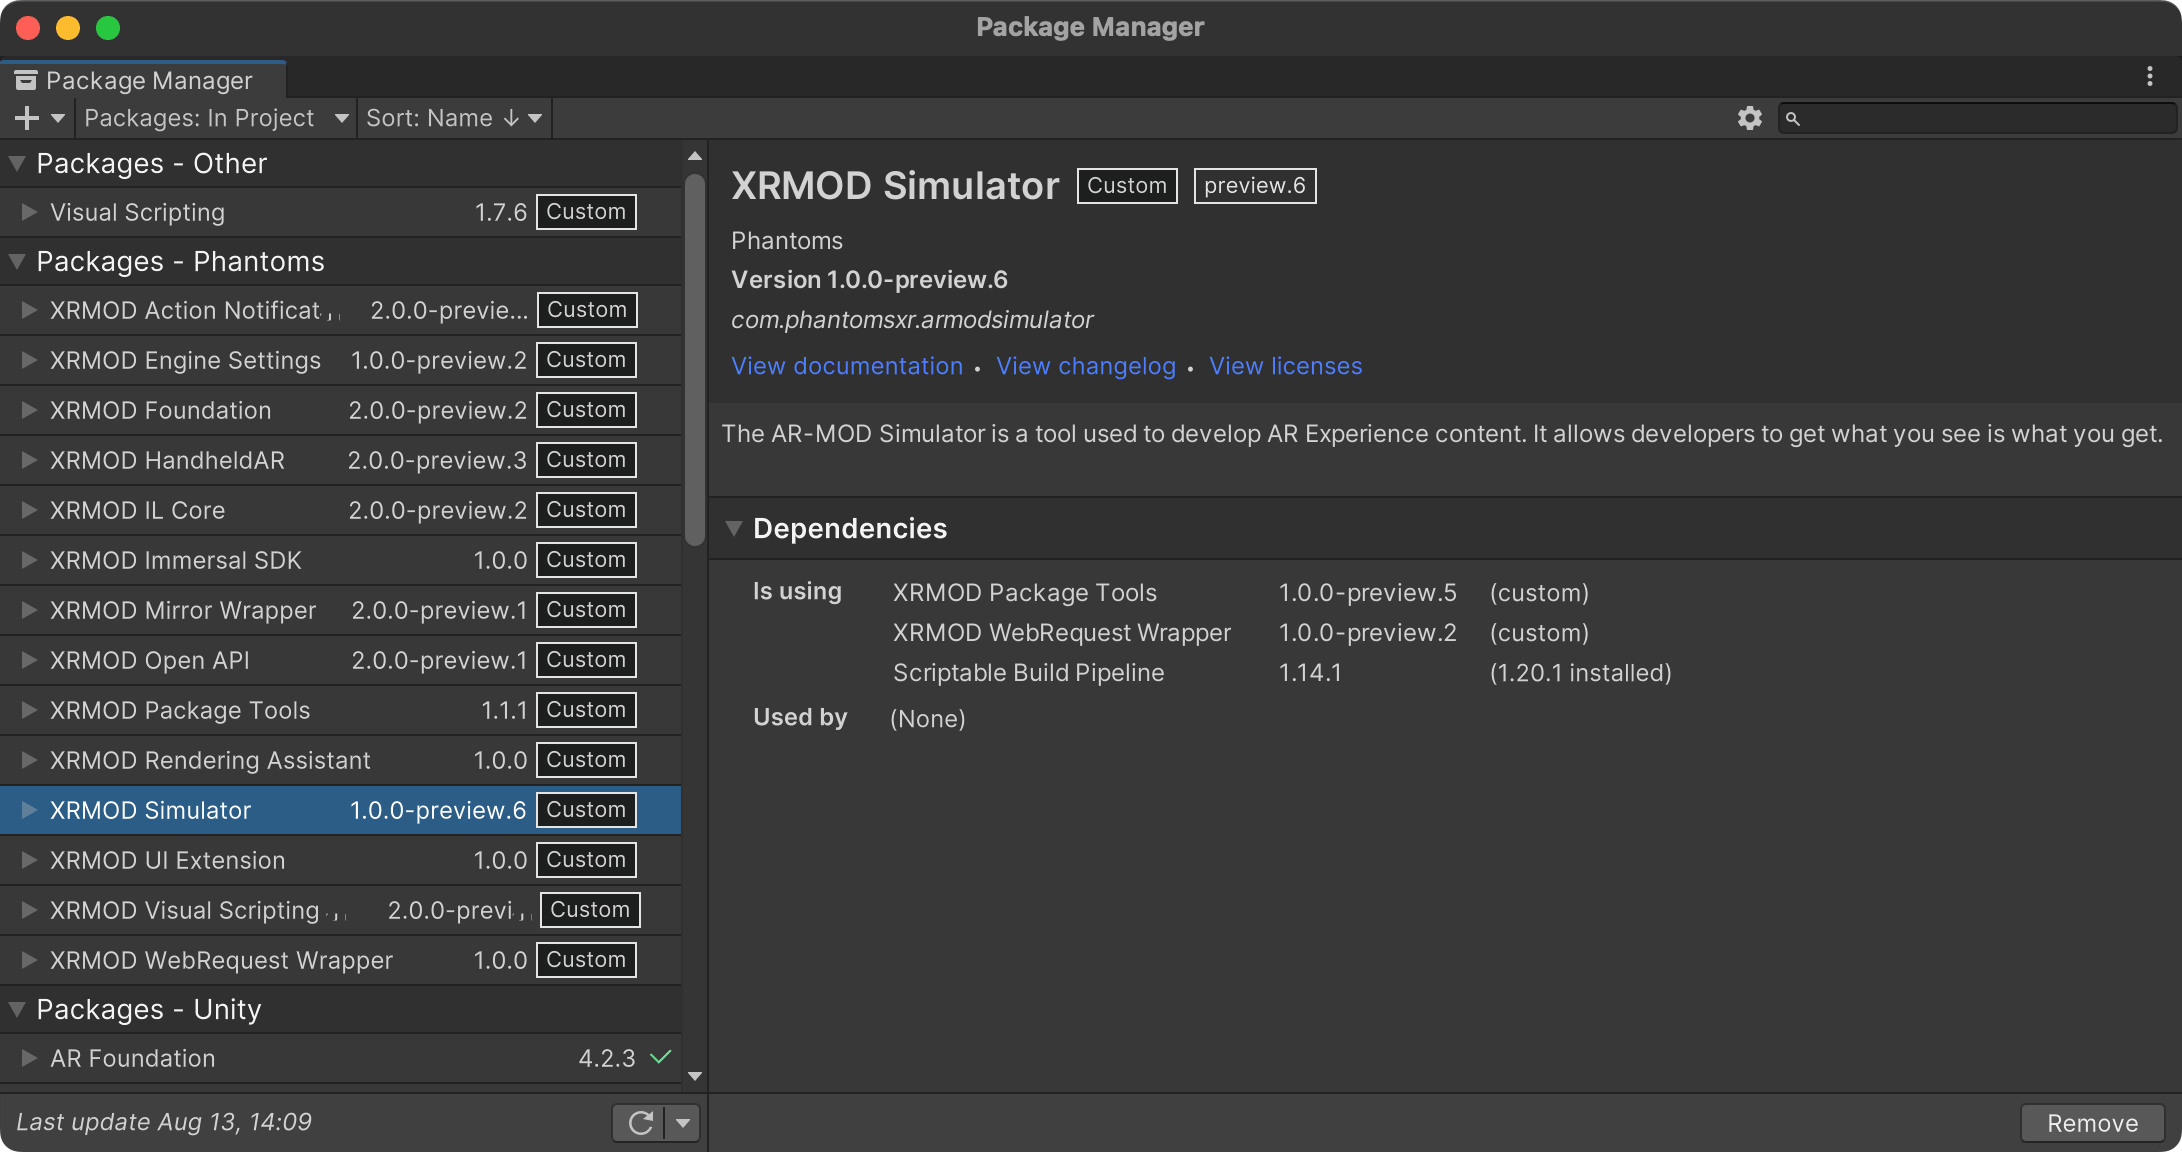 Package Manager
Package Manager
Packages: In Project
Sort: Name ↓
Packages - Other
Visual Scripting 1.7.6 Custom
Packages - Phantoms
XRMOD Action Notificat... 2.0.0-previe... Custom
XRMOD Engine Settings 1.0.0-preview.2 Custom
XRMOD Foundation 2.0.0-preview.2 Custom
XRMOD HandheldAR 2.0.0-preview.3 Custom
XRMOD IL Core 2.0.0-preview.2 Custom
XRMOD Immersal SDK 1.0.0 Custom
XRMOD Mirror Wrapper 2.0.0-preview.1 Custom
XRMOD Open API 2.0.0-preview.1 Custom
XRMOD Package Tools 1.1.1 Custom
XRMOD Rendering Assistant 1.0.0 Custom
XRMOD Simulator 1.0.0-preview.6 Custom
XRMOD UI Extension 1.0.0 Custom
XRMOD Visual Scripting... 2.0.0-previ... Custom
XRMOD WebRequest Wrapper 1.0.0 Custom
Packages - Unity
AR Foundation 4.2.3
Last update Aug 13, 14:09
XRMOD Simulator Custom preview.6
Phantoms
Version 1.0.0-preview.6
com.phantomsxr.armodsimulator
View documentation • View changelog • View licenses
The AR-MOD Simulator is a tool used to develop AR Experience content. It allows developers to get what you see is what you get.
Dependencies
Is using XRMOD Package Tools 1.0.0-preview.5 (custom)
XRMOD WebRequest Wrapper 1.0.0-preview.2 (custom)
Scriptable Build Pipeline 1.14.1 (1.20.1 installed)
Used by (None)
Remove